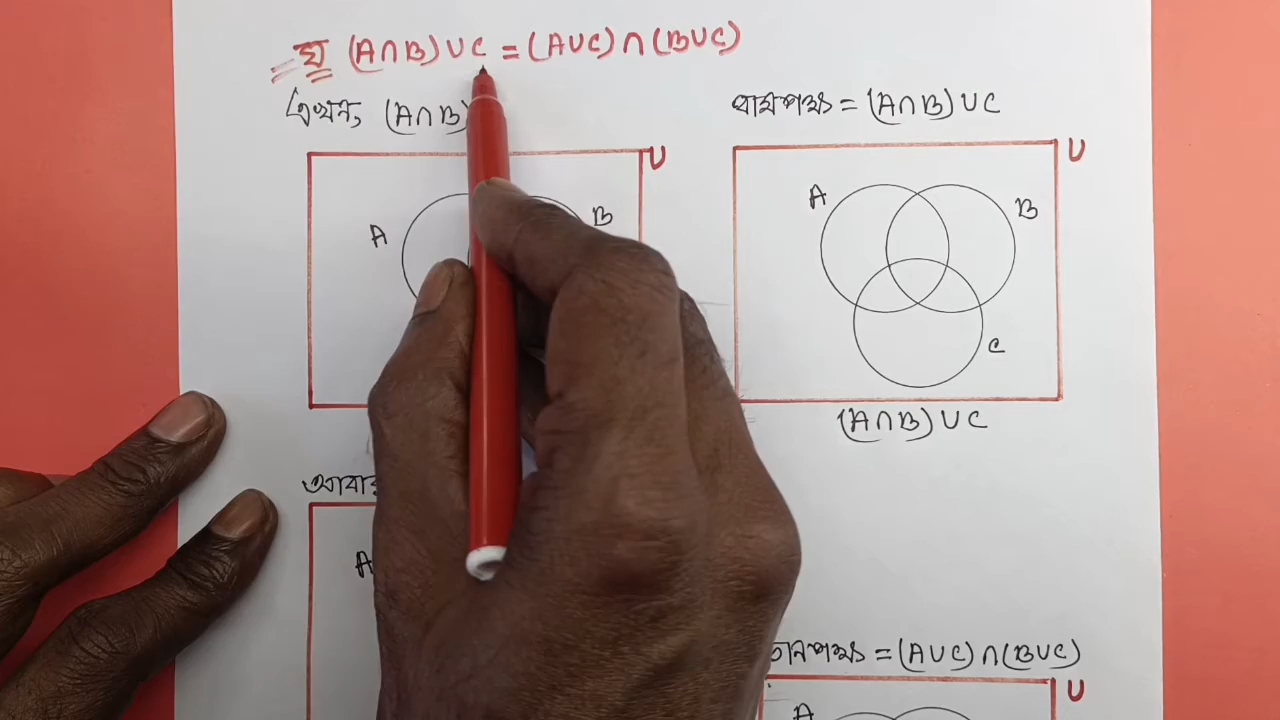 ঘ (A∩B)∪C = (A∪C)∩(B∪C)
এখন, (A∩B)
U
A
B
বামপক্ষ = (A∩B)∪C
U
A
B
C
(A∩B)∪C
আবার
A
ডানপক্ষ = (A∪C)∩(B∪C)
U
A